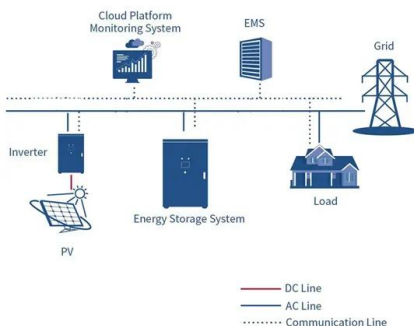 Cloud Platform
Monitoring System
EMS
Grid
Inverter
Energy Storage System
Load
PV
DC Line
AC Line
Communication Line